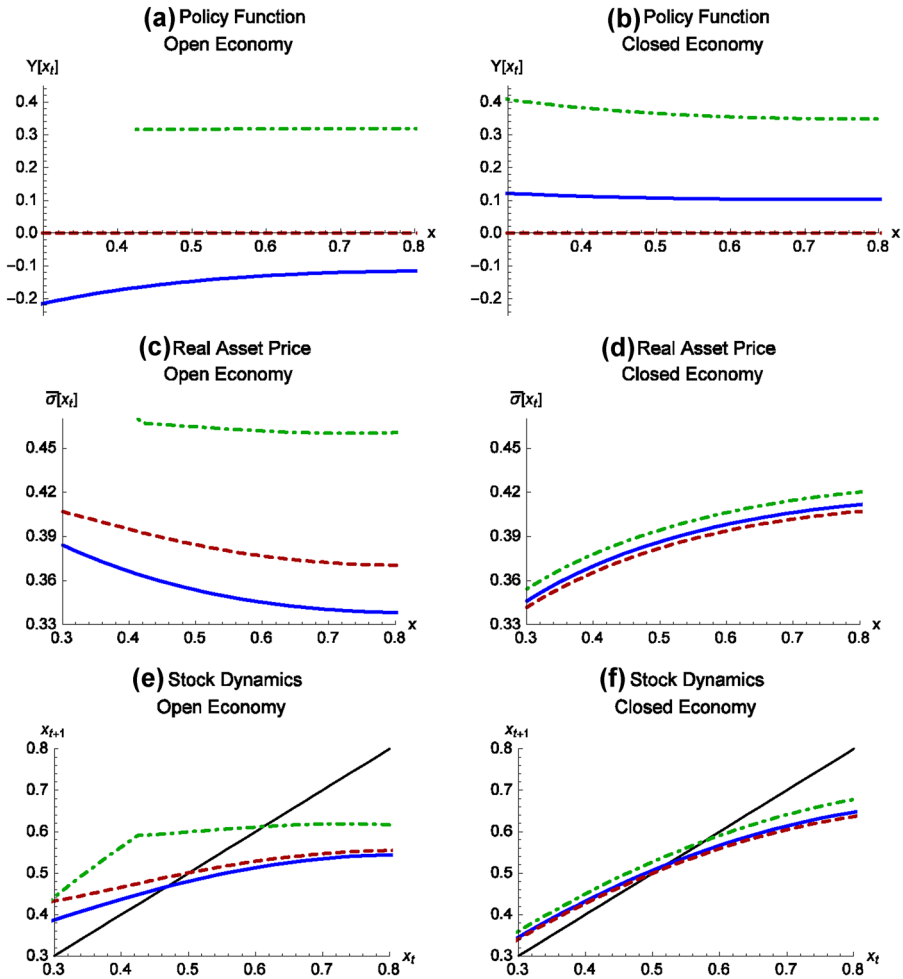 (a) Policy Function
Open Economy
Y[x_t]
0.4
0.3
0.2
0.1
0.0
−0.1
−0.2
0.4 0.5 0.6 0.7 0.8 x
(b) Policy Function
Closed Economy
Y[x_t]
0.4
0.3
0.2
0.1
0.0
−0.1
−0.2
0.4 0.5 0.6 0.7 0.8 x
(c) Real Asset Price
Open Economy
σ̅[x_t]
0.45
0.42
0.39
0.36
0.33
0.3 0.4 0.5 0.6 0.7 0.8 x
(d) Real Asset Price
Closed Economy
σ̅[x_t]
0.45
0.42
0.39
0.36
0.33
0.3 0.4 0.5 0.6 0.7 0.8 x
(e) Stock Dynamics
Open Economy
x_{t+1}
0.8
0.7
0.6
0.5
0.4
0.3
0.3 0.4 0.5 0.6 0.7 0.8 x_t
(f) Stock Dynamics
Closed Economy
x_{t+1}
0.8
0.7
0.6
0.5
0.4
0.3
0.3 0.4 0.5 0.6 0.7 0.8 x_t